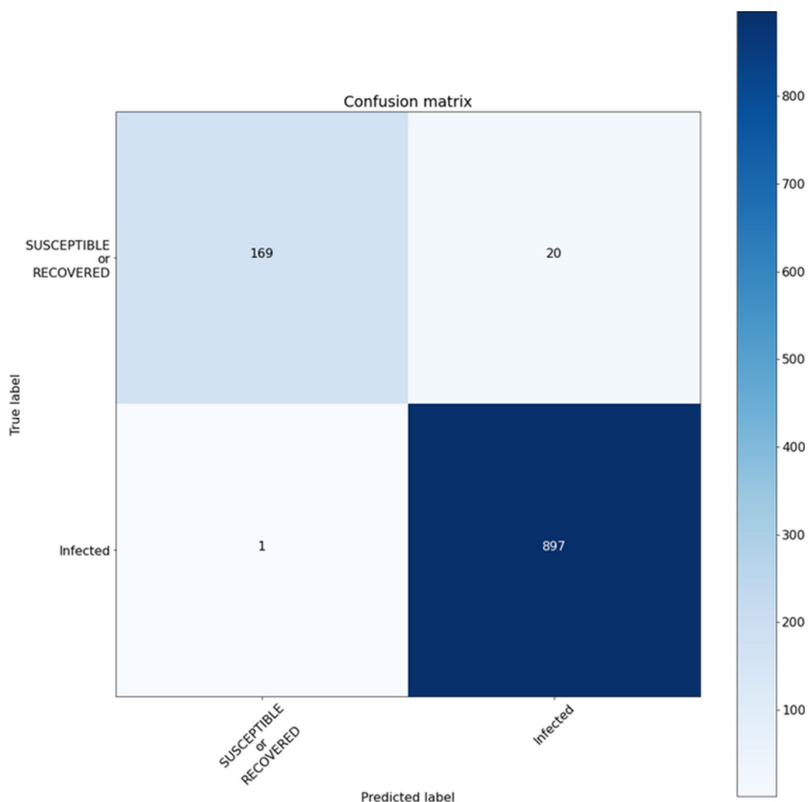 Confusion matrix
SUSCEPTIBLE
or
RECOVERED
169
20
True label
Infected
1
897
SUSCEPTIBLE
or
RECOVERED
Infected
Predicted label
800
700
600
500
400
300
200
100